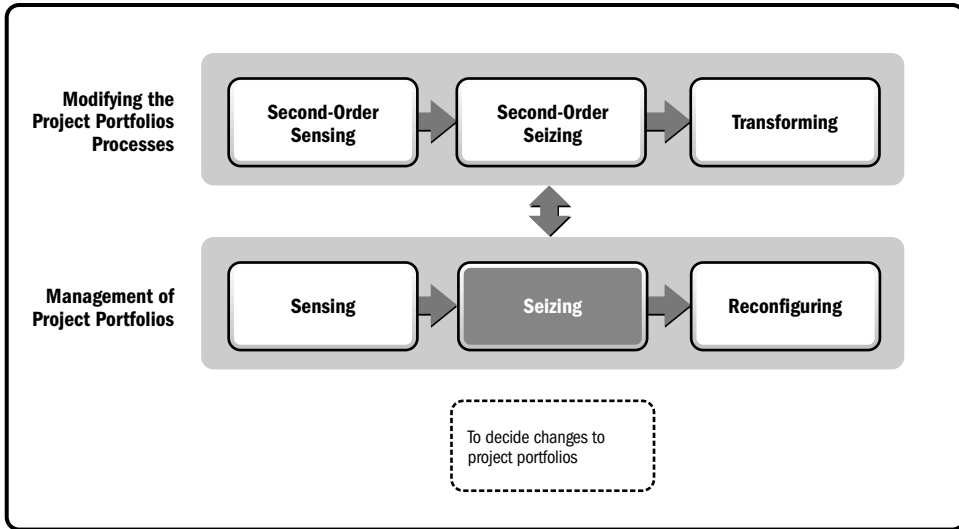 Modifying the
Project Portfolios
Processes
Second-Order
Sensing
Second-Order
Seizing
Transforming
Management of
Project Portfolios
Sensing
Seizing
Reconfiguring
To decide changes to
project portfolios